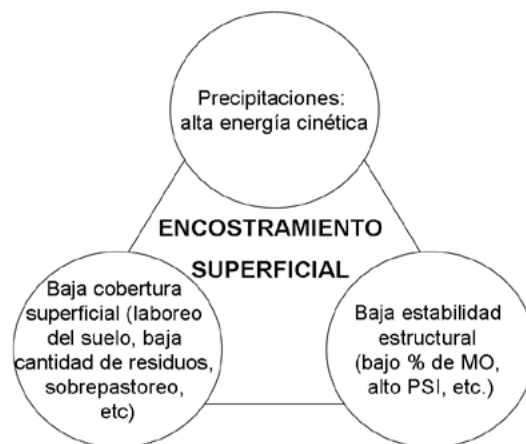 Precipitaciones:
alta energía cinética
ENCOSTRAMIENTO
SUPERFICIAL
Baja cobertura
superficial (laboreo
del suelo, baja
cantidad de residuos,
sobrepastoreo,
etc)
Baja estabilidad
estructural
(bajo % de MO,
alto PSI, etc.)